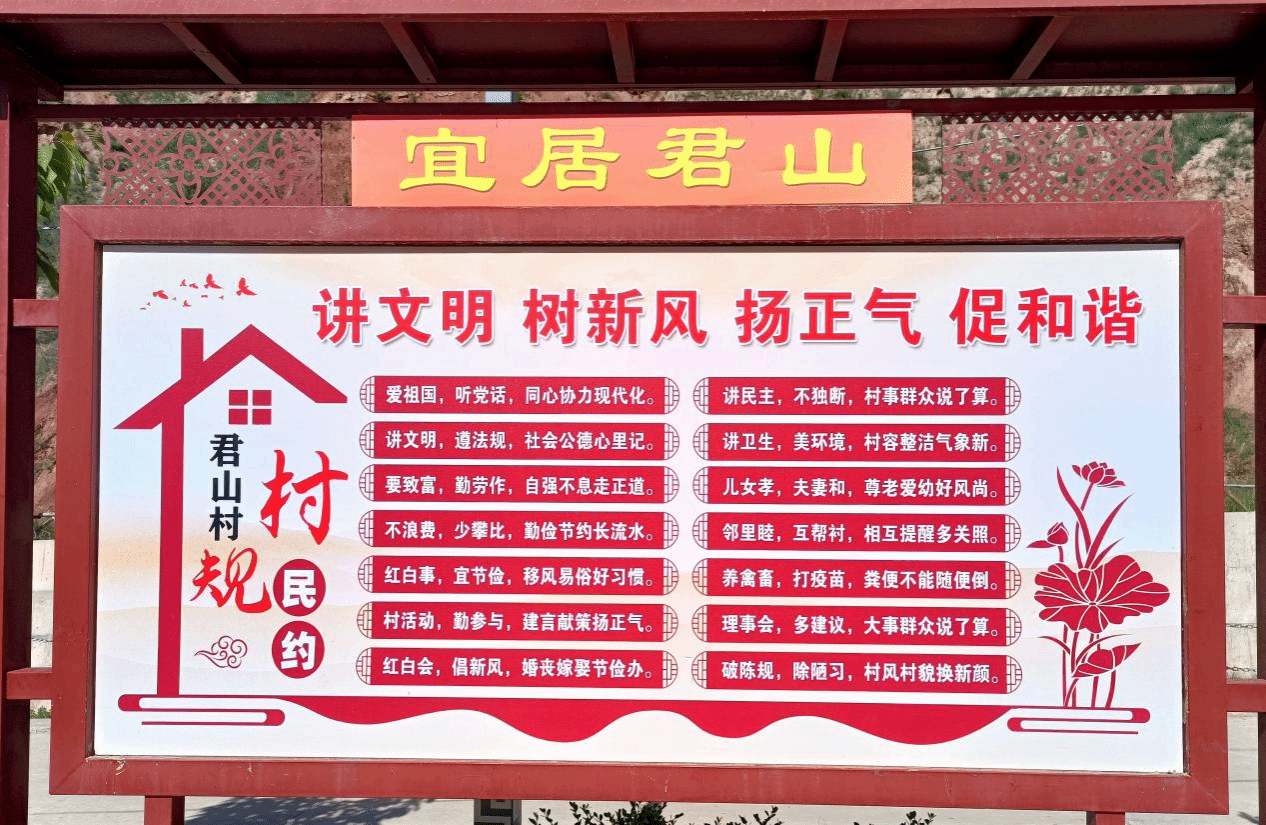 宜居君山
讲文明 树新风 扬正气 促和谐
君山村
村规
民约
爱祖国，听党话，同心协力现代化。
讲文明，遵法规，社会公德心里记。
要致富，勤劳作，自强不息走正道。
不浪费，少攀比，勤俭节约长流水。
红白事，宜节俭，移风易俗好习惯。
村活动，勤参与，建言献策扬正气。
红白会，倡新风，婚丧嫁娶节俭办。
讲民主，不独断，村事群众说了算。
讲卫生，美环境，村容整洁气象新。
儿女孝，夫妻和，尊老爱幼好风尚。
邻里睦，互帮衬，相互提醒多关照。
养禽畜，打疫苗，粪便不能随便倒。
理事会，多建议，大事群众说了算。
破陈规，除陋习，村风村貌换新颜。